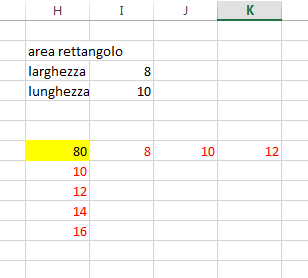 H I J K
area rettangolo
larghezza 8
lunghezza 10
80 8 10 12
10
12
14
16